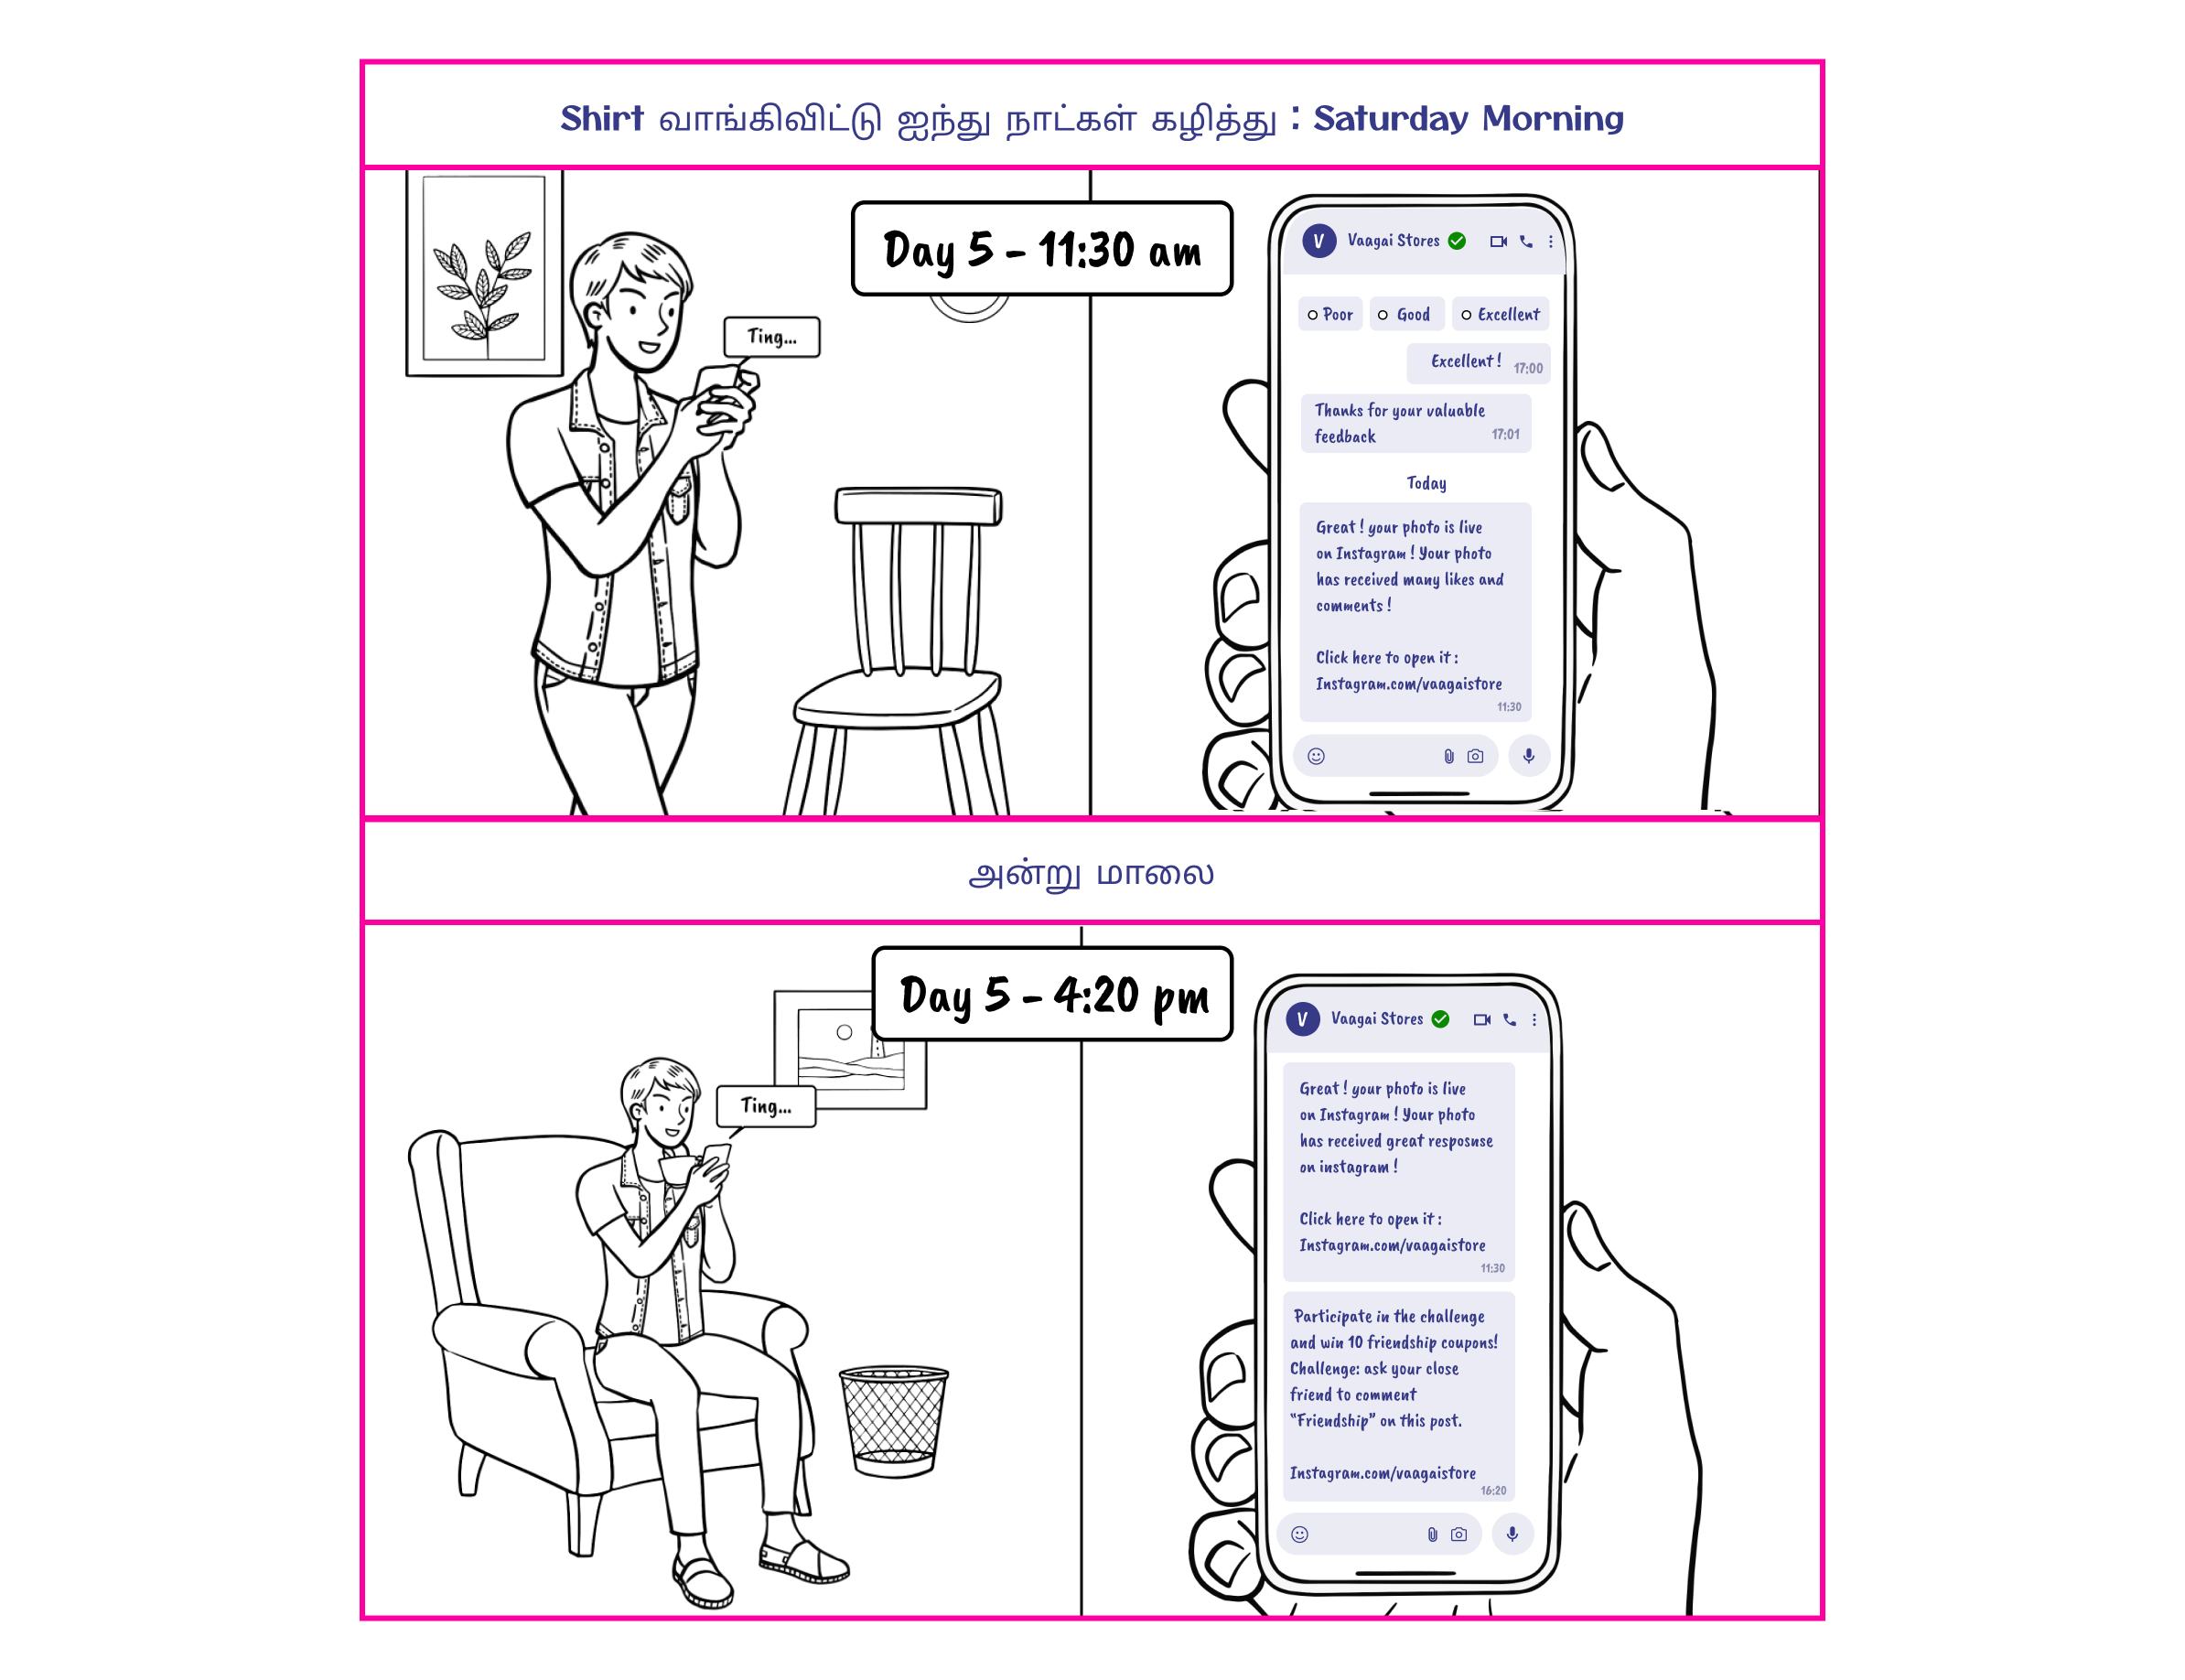 Shirt வாங்கிவிட்டு ஐந்து நாட்கள் கழித்து : Saturday Morning
Day 5 - 11:30 am
Ting...
V Vaagai Stores
Poor Good Excellent
Excellent ! 17:00
Thanks for your valuable
feedback 17:01
Today
Great ! your photo is live
on Instagram ! Your photo
has received many likes and
comments !
Click here to open it :
Instagram.com/vaagaistore
11:30
அன்று மாலை
Day 5 - 4:20 pm
Ting...
V Vaagai Stores
Great ! your photo is live
on Instagram ! Your photo
has received great resposnse
on instagram !
Click here to open it :
Instagram.com/vaagaistore
11:30
Participate in the challenge
and win 10 friendship coupons!
Challenge: ask your close
friend to comment
“Friendship” on this post.
Instagram.com/vaagaistore
16:20